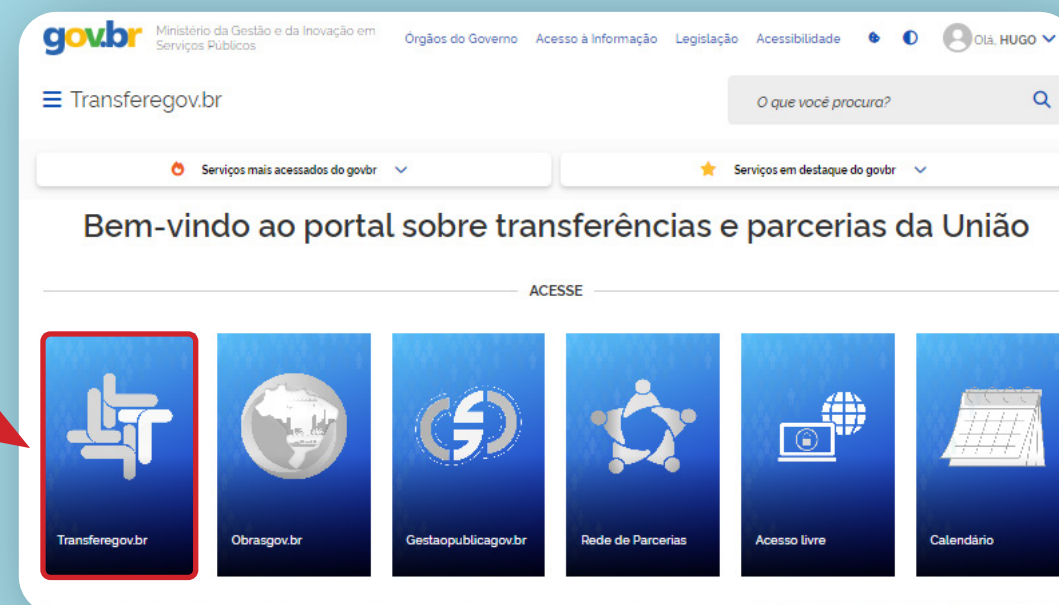 gov.br
Ministério da Gestão e da Inovação em
Serviços Públicos
Órgãos do Governo
Acesso à Informação
Legislação
Acessibilidade
Olá, HUGO
Transferegov.br
O que você procura?
Serviços mais acessados do govbr
Serviços em destaque do govbr
Bem-vindo ao portal sobre transferências e parcerias da União
ACESSE
Transferegov.br
Obrasgov.br
Gestaopublicagov.br
Rede de Parcerias
Acesso livre
Calendário